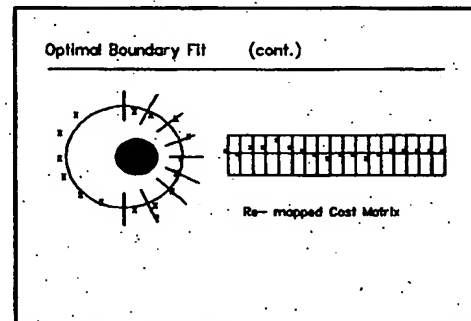 Optimal Boundary Fit (cont.)
Re- mapped Cost Matrix